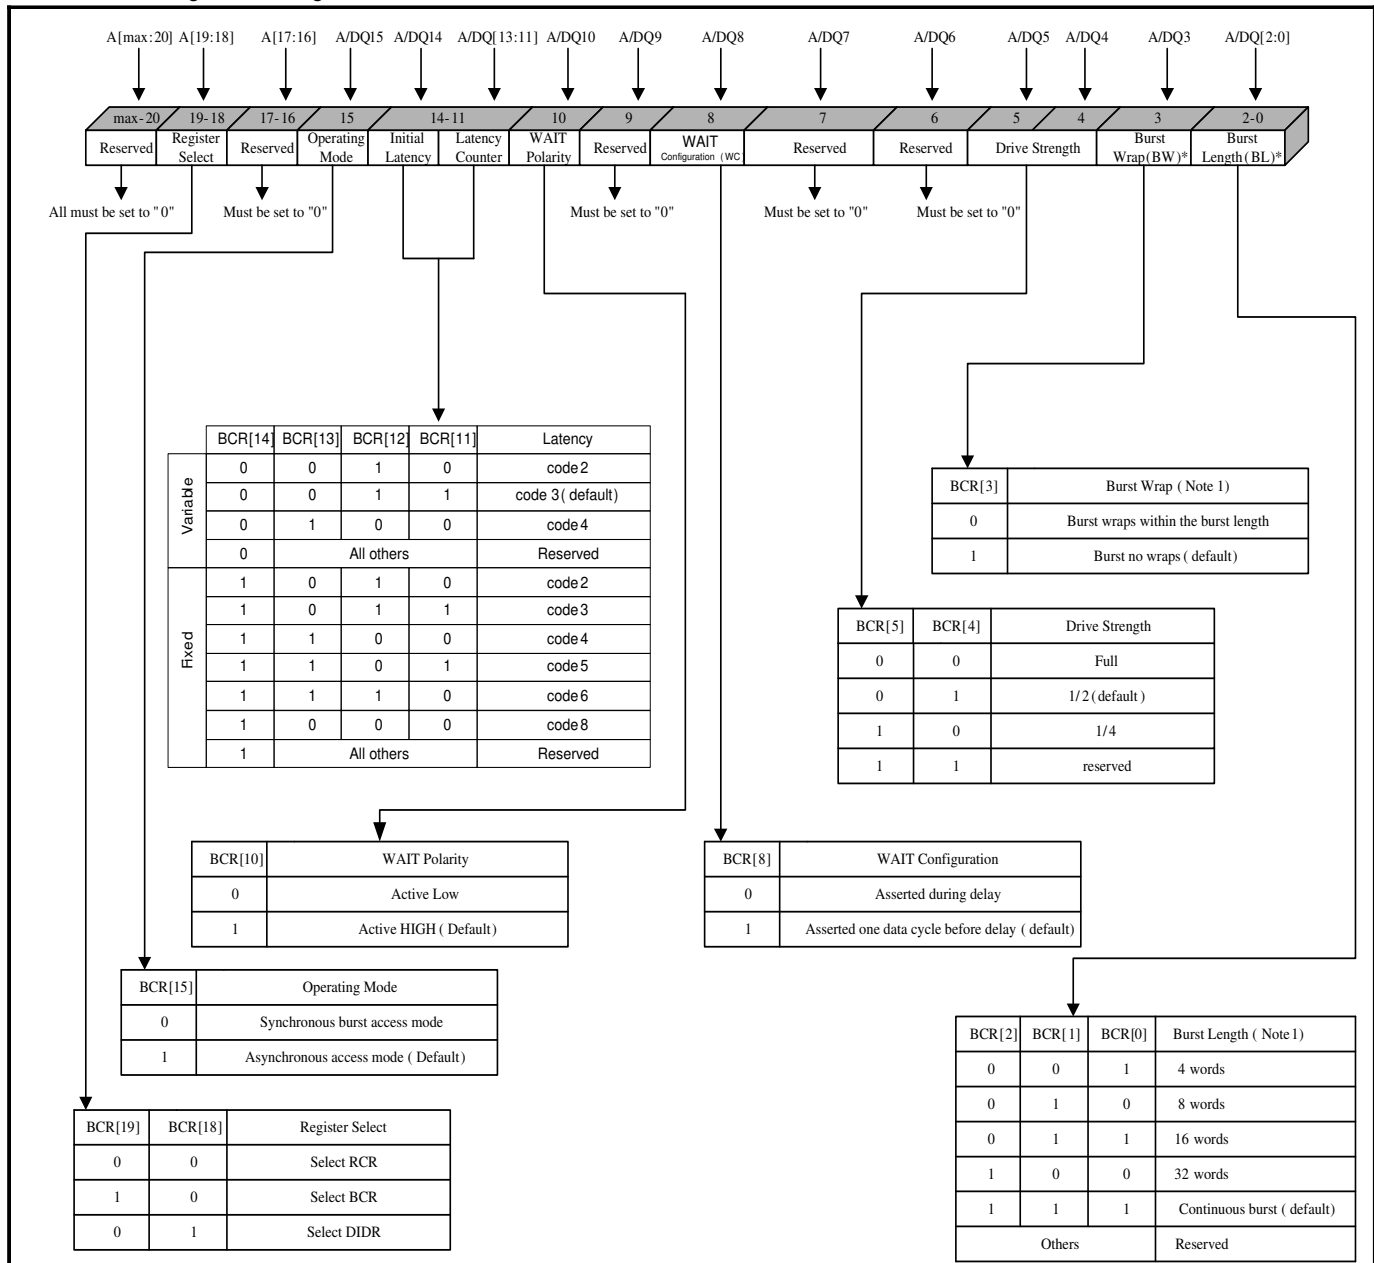 A[max:20] A[19:18] A[17:16] A/DQ15 A/DQ14 A/DQ[13:11] A/DQ10 A/DQ9 A/DQ8 A/DQ7 A/DQ6 A/DQ5 A/DQ4 A/DQ3 A/DQ[2:0]
max-20 19-18 17-16 15 14-11 10 9 8 7 6 5 4 3 2-0
Reserved Register Select Reserved Operating Mode Initial Latency Latency Counter WAIT Polarity Reserved WAIT Configuration (WC Reserved Reserved Drive Strength Burst Wrap(BW)* Burst Length(BL)*
All must be set to "0" Must be set to "0" Must be set to "0" Must be set to "0" Must be set to "0"
BCR[14] BCR[13] BCR[12] BCR[11] Latency
Variable
0 0 1 0 code 2
0 0 1 1 code 3 ( default)
0 1 0 0 code 4
0 All others Reserved
Fixed
1 0 1 0 code 2
1 0 1 1 code 3
1 1 0 0 code 4
1 1 0 1 code 5
1 1 1 0 code 6
1 0 0 0 code 8
1 All others Reserved
BCR[3] Burst Wrap ( Note 1)
0 Burst wraps within the burst length
1 Burst no wraps ( default)
BCR[5] BCR[4] Drive Strength
0 0 Full
0 1 1/2 (default)
1 0 1/4
1 1 reserved
BCR[10] WAIT Polarity
0 Active Low
1 Active HIGH ( Default)
BCR[8] WAIT Configuration
0 Asserted during delay
1 Asserted one data cycle before delay ( default)
BCR[15] Operating Mode
0 Synchronous burst access mode
1 Asynchronous access mode ( Default)
BCR[2] BCR[1] BCR[0] Burst Length ( Note 1)
0 0 1 4 words
0 1 0 8 words
0 1 1 16 words
1 0 0 32 words
1 1 1 Continuous burst ( default)
Others Reserved
BCR[19] BCR[18] Register Select
0 0 Select RCR
1 0 Select BCR
0 1 Select DIDR